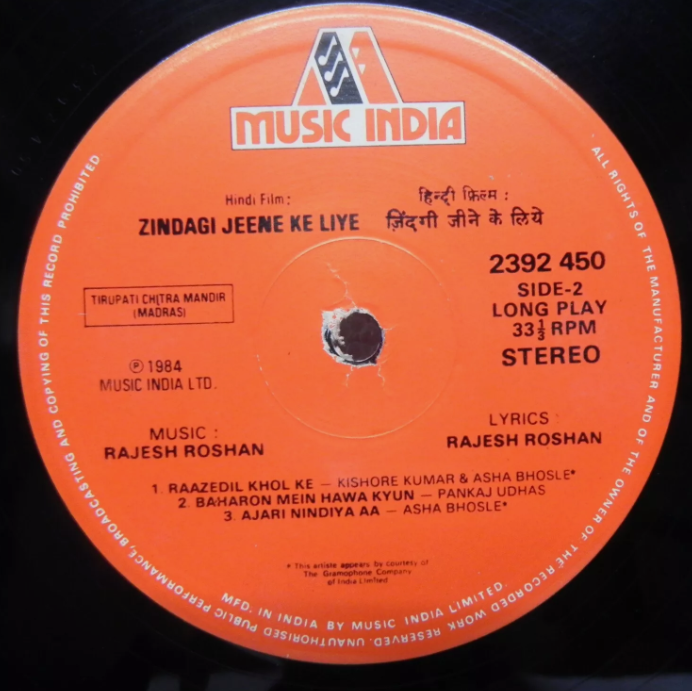 MUSIC INDIA
Hindi Film :
ZINDAGI JEENE KE LIYE
हिन्दी फ़िल्म :
ज़िंदगी जीने के लिये
2392 450
SIDE-2
LONG PLAY
33⅓ RPM
STEREO
TIRUPATI CHITRA MANDIR
(MADRAS)
℗ 1984
MUSIC INDIA LTD.
MUSIC :
RAJESH ROSHAN
LYRICS :
RAJESH ROSHAN
1. RAAZEDIL KHOL KE – KISHORE KUMAR & ASHA BHOSLE*
2. BAHARON MEIN HAWA KYUN – PANKAJ UDHAS
3. AJARI NINDIYA AA – ASHA BHOSLE*
* This artiste appears by courtesy of
The Gramophone Company
of India Limited
MFD. IN INDIA BY MUSIC INDIA LIMITED.
ALL RIGHTS OF THE MANUFACTURER AND OF THE OWNER OF THE RECORDED WORK RESERVED. UNAUTHORISED PUBLIC PERFORMANCE, BROADCASTING AND COPYING OF THIS RECORD PROHIBITED